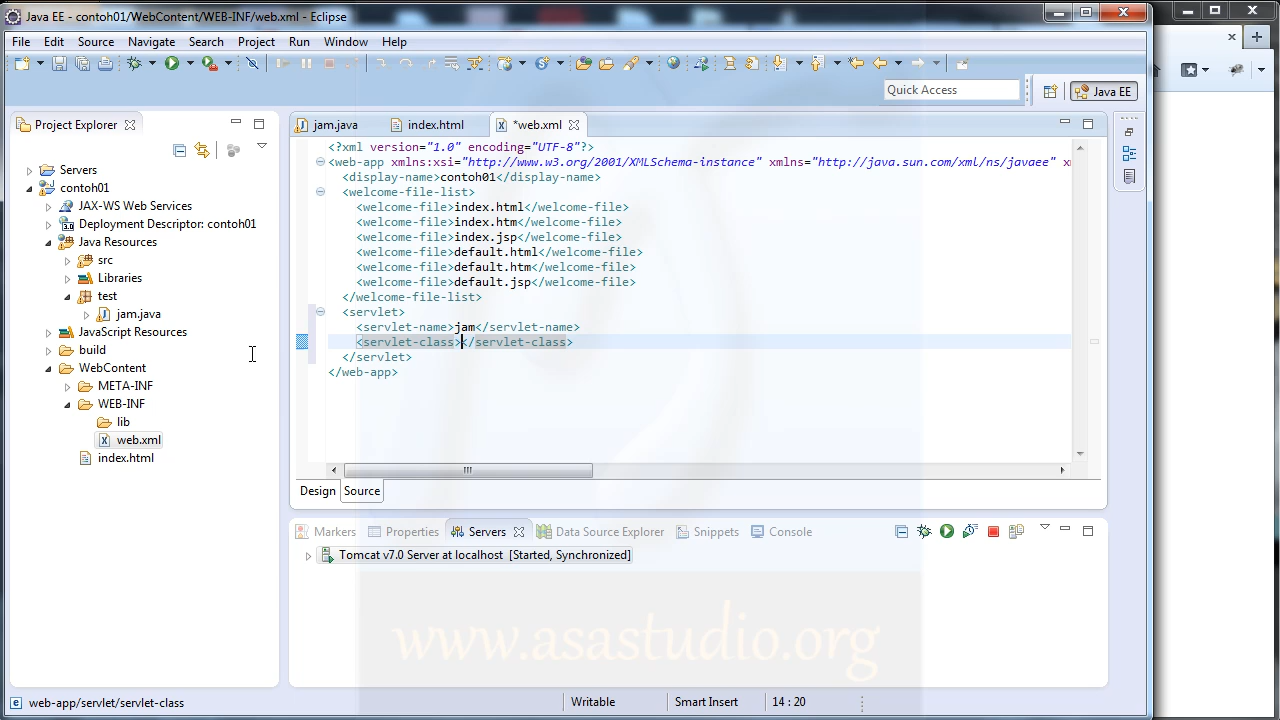 Java EE - contoh01/WebContent/WEB-INF/web.xml - Eclipse
File Edit Source Navigate Search Project Run Window Help
Quick Access
Java EE
Project Explorer
jam.java
index.html
*web.xml
Servers
contoh01
JAX-WS Web Services
Deployment Descriptor: contoh01
Java Resources
src
Libraries
test
jam.java
JavaScript Resources
build
WebContent
META-INF
WEB-INF
lib
web.xml
index.html
<?xml version="1.0" encoding="UTF-8"?>
<web-app xmlns:xsi="http://www.w3.org/2001/XMLSchema-instance" xmlns="http://java.sun.com/xml/ns/javaee" x
<display-name>contoh01</display-name>
<welcome-file-list>
<welcome-file>index.html</welcome-file>
<welcome-file>index.htm</welcome-file>
<welcome-file>index.jsp</welcome-file>
<welcome-file>default.html</welcome-file>
<welcome-file>default.htm</welcome-file>
<welcome-file>default.jsp</welcome-file>
</welcome-file-list>
<servlet>
<servlet-name>jam</servlet-name>
<servlet-class></servlet-class>
</servlet>
</web-app>
Design Source
Markers Properties Servers Data Source Explorer Snippets Console
Tomcat v7.0 Server at localhost [Started, Synchronized]
www.asastudio.org
web-app/servlet/servlet-class
Writable
Smart Insert
14 : 20